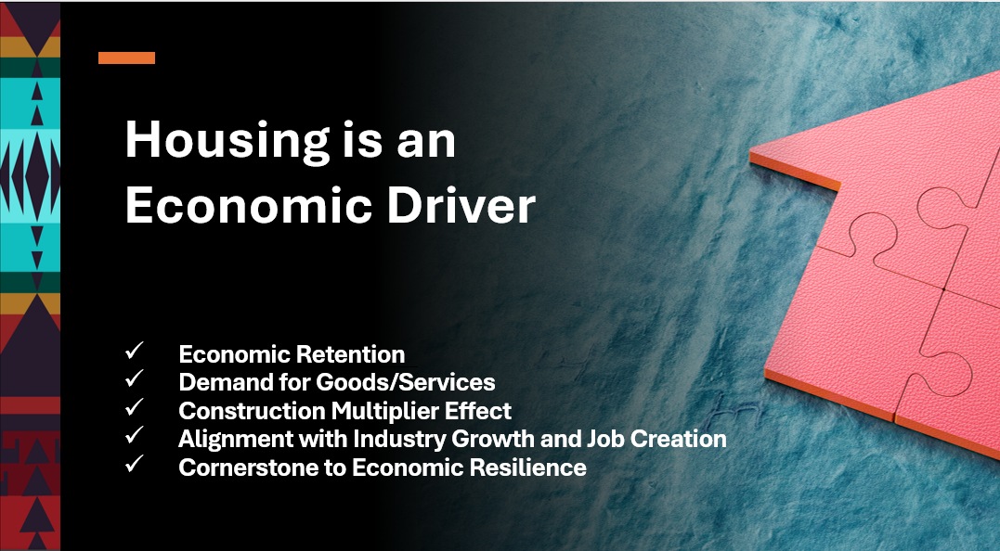 Housing is an
Economic Driver
✓ Economic Retention
✓ Demand for Goods/Services
✓ Construction Multiplier Effect
✓ Alignment with Industry Growth and Job Creation
✓ Cornerstone to Economic Resilience